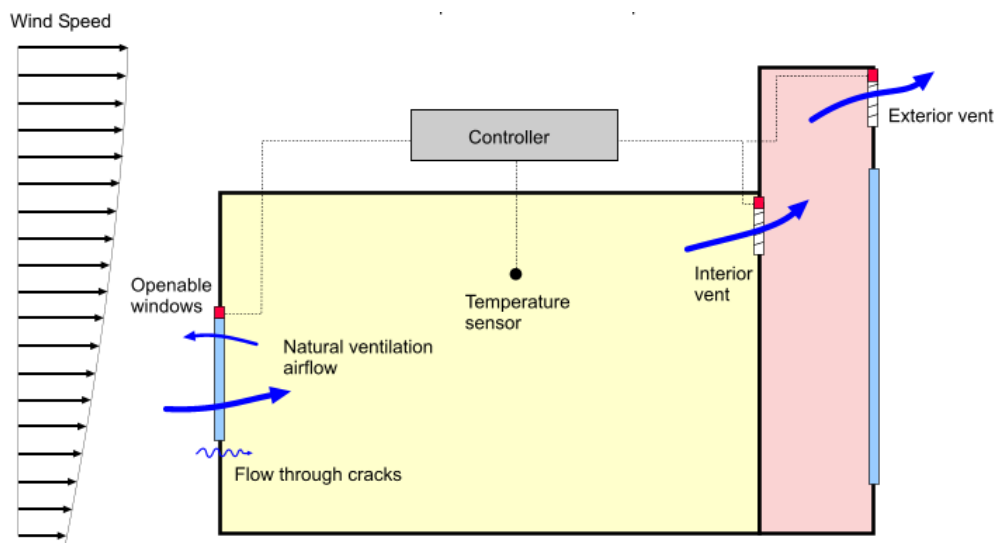 Wind Speed
Controller
Exterior vent
Openable
windows
Interior
vent
Temperature
sensor
Natural ventilation
airflow
Flow through cracks